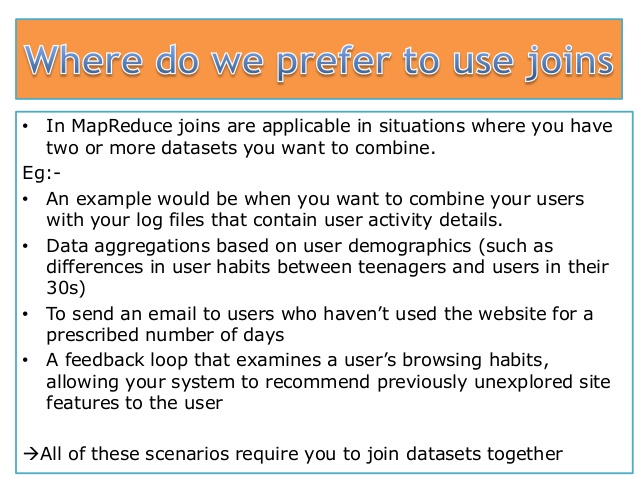 Where do we prefer to use joins
• In MapReduce joins are applicable in situations where you have
two or more datasets you want to combine.
Eg:-
• An example would be when you want to combine your users
with your log files that contain user activity details.
• Data aggregations based on user demographics (such as
differences in user habits between teenagers and users in their
30s)
• To send an email to users who haven’t used the website for a
prescribed number of days
• A feedback loop that examines a user’s browsing habits,
allowing your system to recommend previously unexplored site
features to the user
→All of these scenarios require you to join datasets together